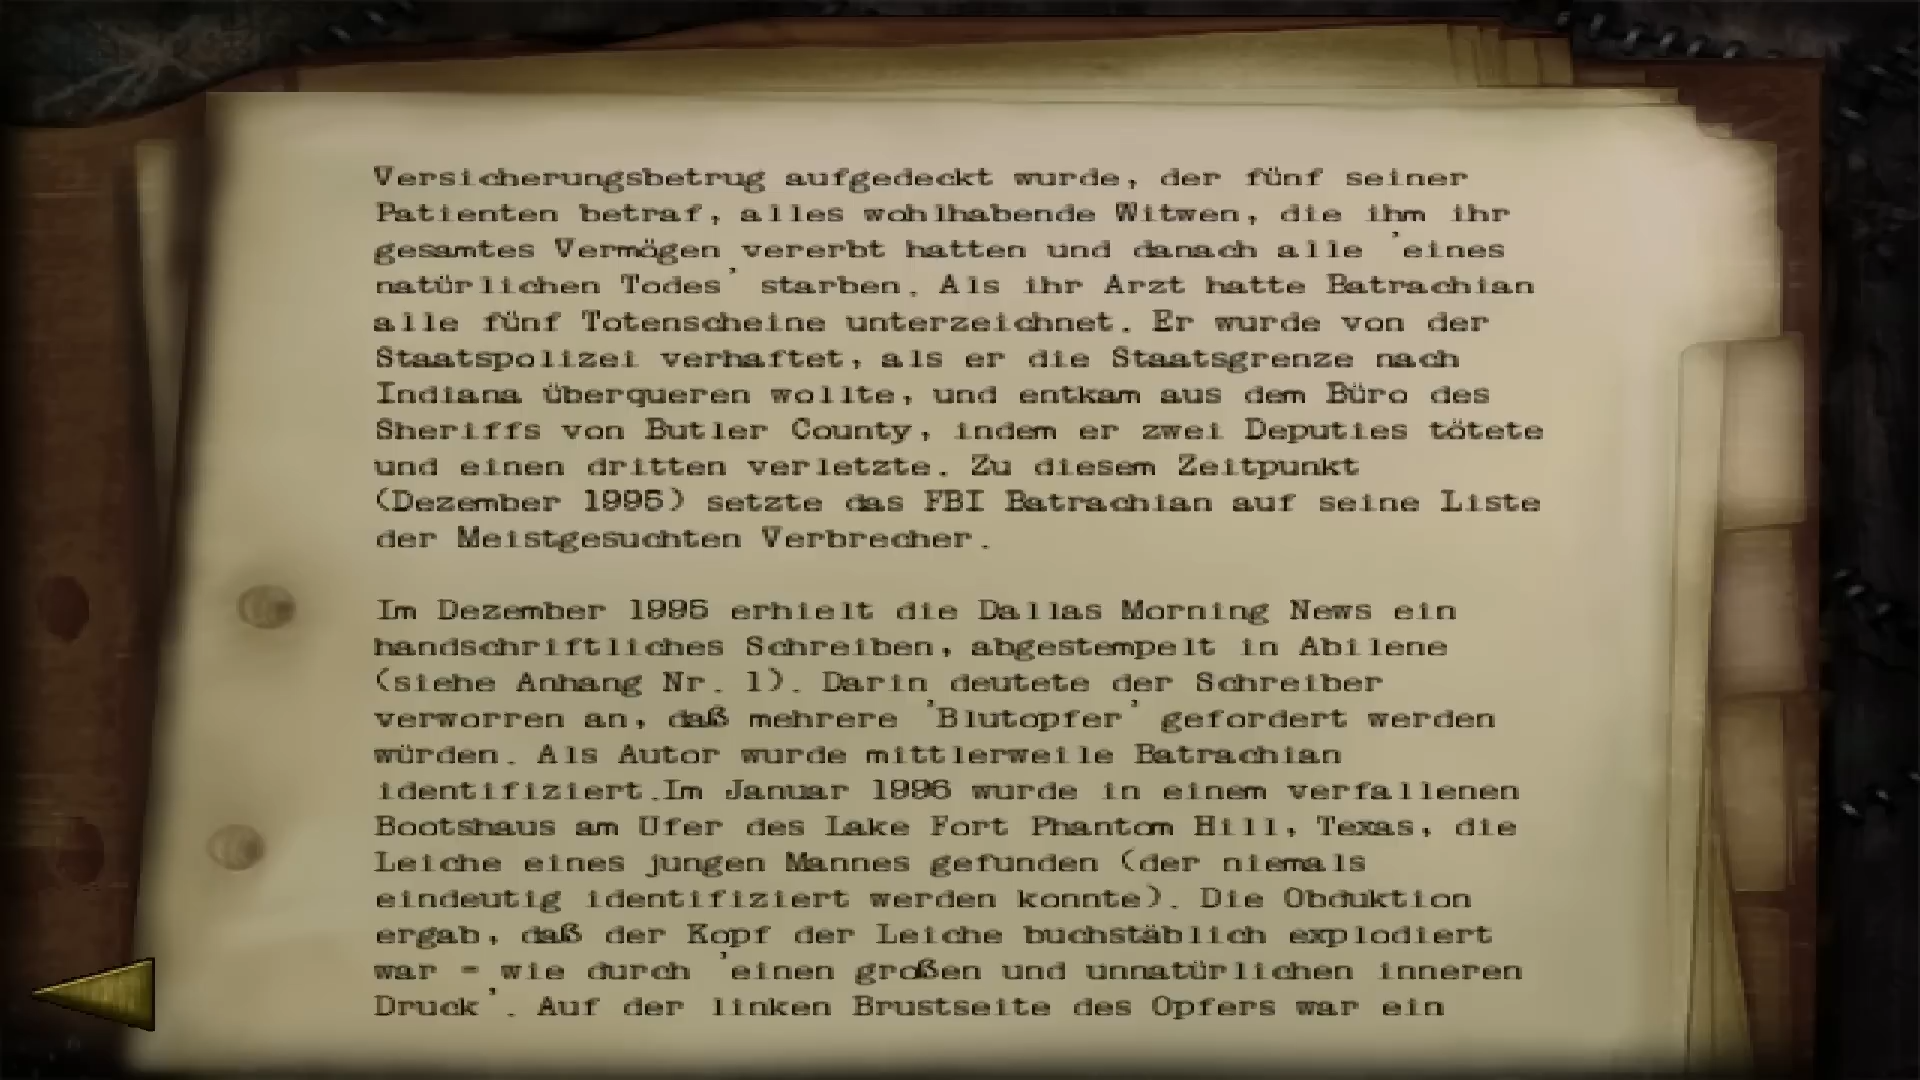 Versicherungsbetrug aufgedeckt wurde, der fünf seiner
Patienten betraf, alles wohlhabende Witwen, die ihm ihr
gesamtes Vermögen vererbt hatten und danach alle 'eines
natürlichen Todes' starben. Als ihr Arzt hatte Batrachian
alle fünf Totenscheine unterzeichnet. Er wurde von der
Staatspolizei verhaftet, als er die Staatsgrenze nach
Indiana überqueren wollte, und entkam aus dem Büro des
Sheriffs von Butler County, indem er zwei Deputies tötete
und einen dritten verletzte. Zu diesem Zeitpunkt
(Dezember 1995) setzte das FBI Batrachian auf seine Liste
der Meistgesuchten Verbrecher.
Im Dezember 1995 erhielt die Dallas Morning News ein
handschriftliches Schreiben, abgestempelt in Abilene
(siehe Anhang Nr. 1). Darin deutete der Schreiber
verworren an, daß mehrere 'Blutopfer' gefordert werden
würden. Als Autor wurde mittlerweile Batrachian
identifiziert.Im Januar 1996 wurde in einem verfallenen
Bootshaus am Ufer des Lake Fort Phantom Hill, Texas, die
Leiche eines jungen Mannes gefunden (der niemals
eindeutig identifiziert werden konnte). Die Obduktion
ergab, daß der Kopf der Leiche buchstäblich explodiert
war - wie durch 'einen großen und unnatürlichen inneren
Druck'. Auf der linken Brustseite des Opfers war ein